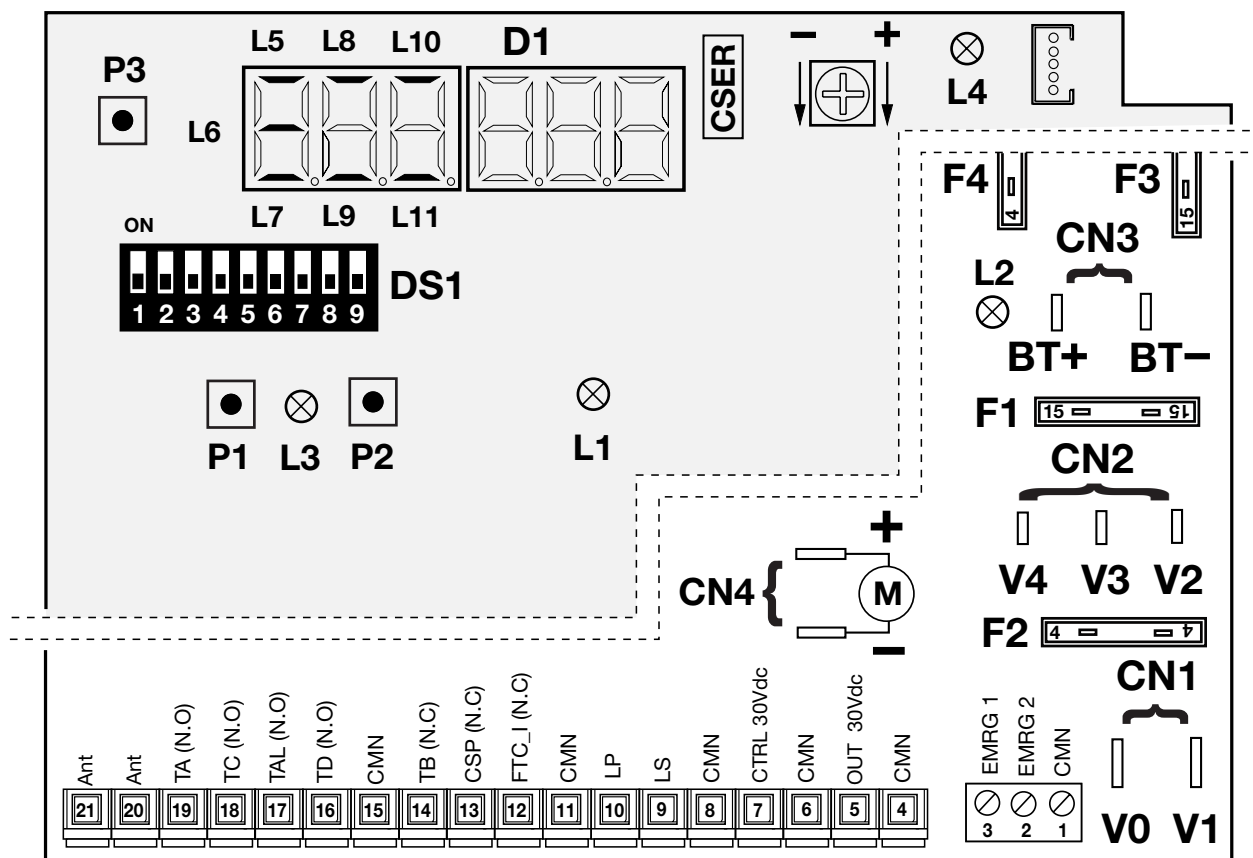 L5 L8 L10 D1 − +
P3
CSER
L4
L6
F4 F3
4 15
L7 L9 L11
ON
CN3
DS1
L2
1 2 3 4 5 6 7 8 9
BT+ BT−
F1 15 15
P1 L3 P2 L1
CN2
+
V4 V3 V2
CN4 M
−
F2 4 4
CN1
Ant Ant TA (N.O) TC (N.O) TAL (N.O) TD (N.O) CMN TB (N.C) CSP (N.C) FTC_I (N.C) CMN LP LS CMN CTRL 30Vdc CMN OUT 30Vdc CMN
EMRG 1 EMRG 2 CMN
21 20 19 18 17 16 15 14 13 12 11 10 9 8 7 6 5 4
3 2 1
V0 V1